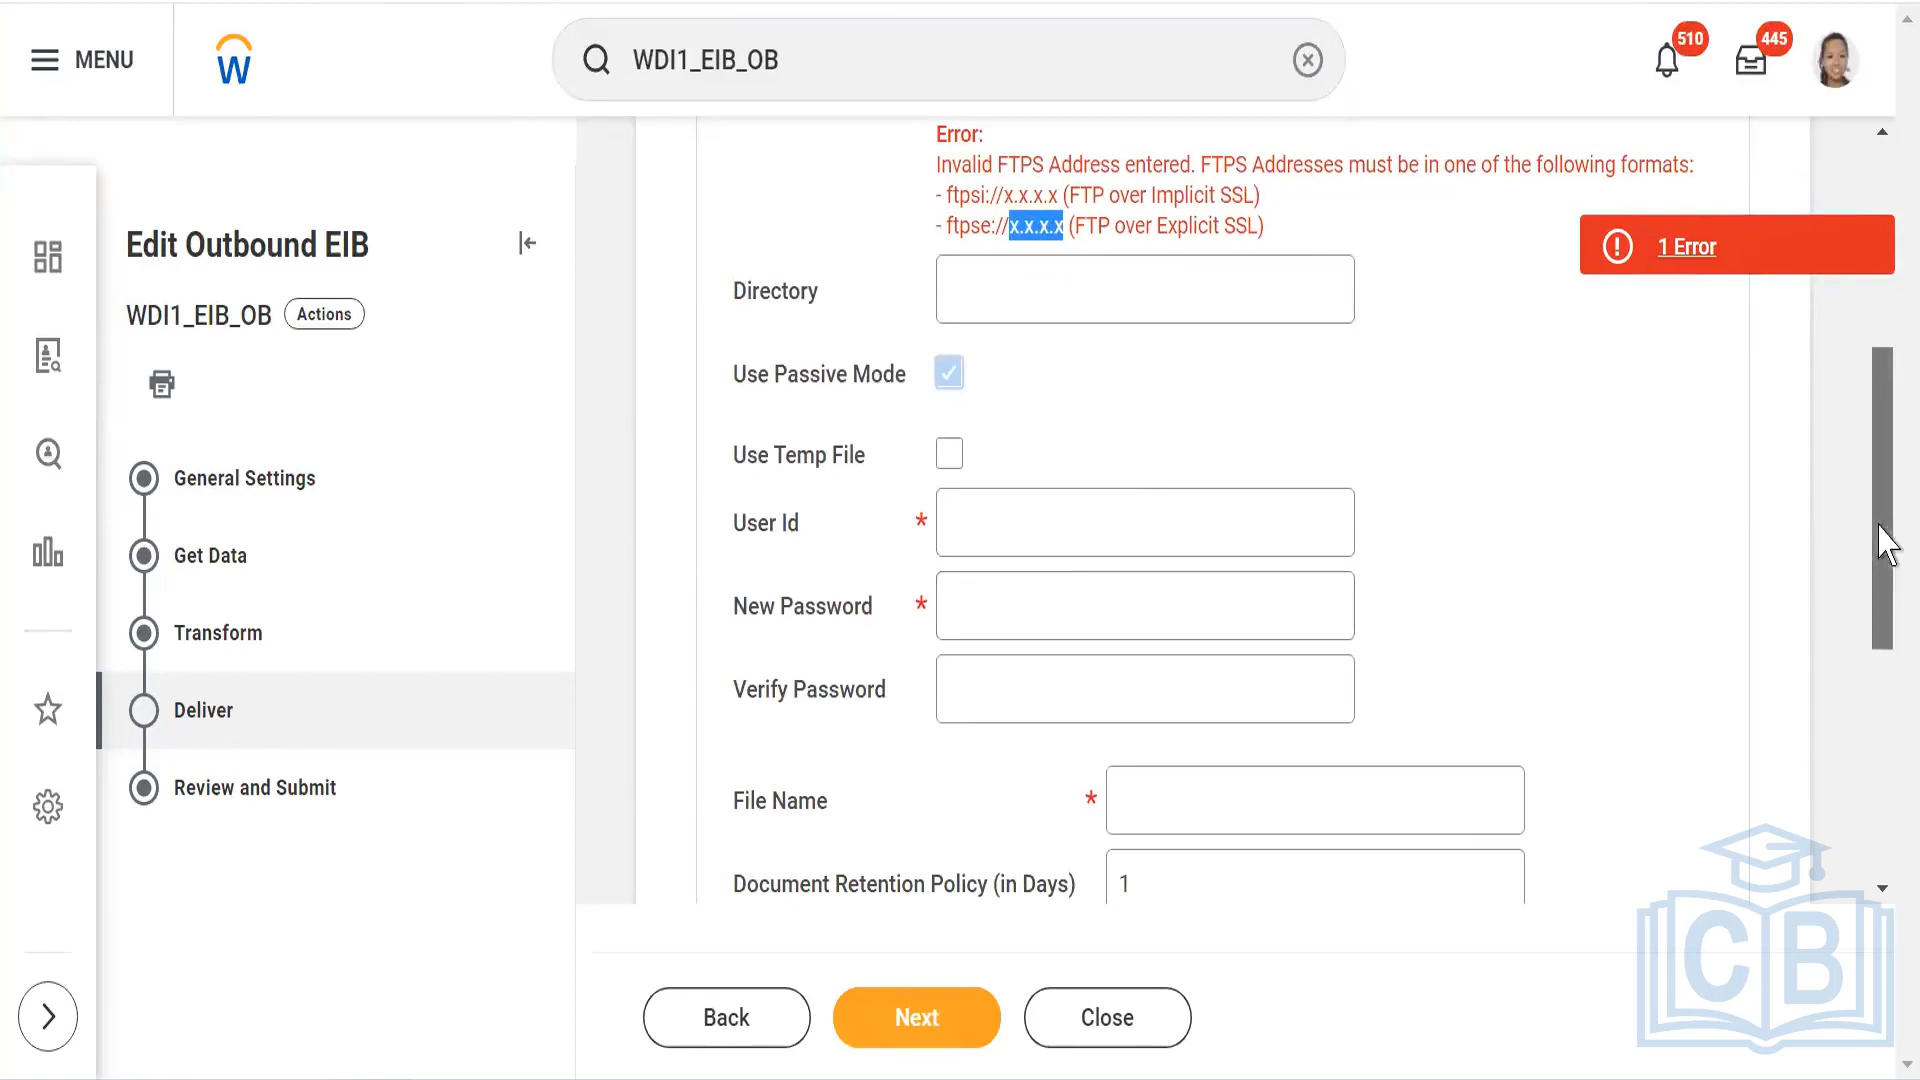 MENU
W
WDI1_EIB_OB
510
445
Error:
Invalid FTPS Address entered. FTPS Addresses must be in one of the following formats:
- ftpsi://x.x.x.x (FTP over Implicit SSL)
- ftpse://x.x.x.x (FTP over Explicit SSL)
1 Error
Edit Outbound EIB
WDI1_EIB_OB
Actions
General Settings
Get Data
Transform
Deliver
Review and Submit
Directory
Use Passive Mode
Use Temp File
User Id *
New Password *
Verify Password
File Name *
Document Retention Policy (in Days) 1
Back
Next
Close
CB